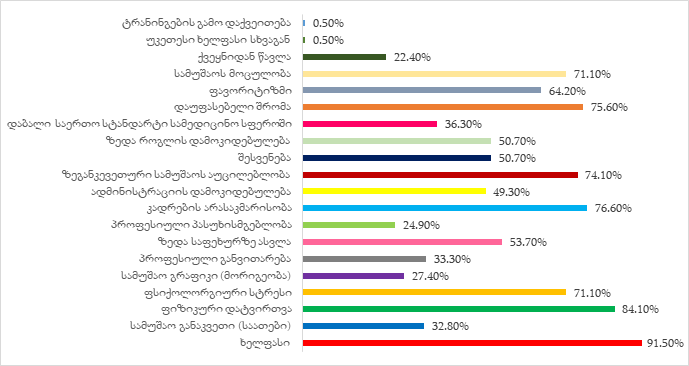 ტრანინგების გამო დაქვეითება 0.50%
უკეთესი ხელფასი სხვაგან 0.50%
ქვეყნიდან წავლა 22.40%
სამუშაოს მოცულობა 71.10%
ფავორიტიზმი 64.20%
დაუფასებელი შრომა 75.60%
დაბალი საერთო სტანდარტი სამედიცინო სფეროში 36.30%
ზედა როგლის დამოკიდებულება 50.70%
შესვენება 50.70%
ზეგანკევეთური სამუშაოს აუცილებლობა 74.10%
ადმინისტრაციის დამოკიდებულება 49.30%
კადრების არასაკმარისობა 76.60%
პროფესიული პასუხისმგებლობა 24.90%
ზედა საფეხურზე ასვლა 53.70%
პროფესიული განვითარება 33.30%
სამუშაო გრაფიკი (მორიგეობა) 27.40%
ფსიქოლორგიური სტრესი 71.10%
ფიზიკური დატვირთვა 84.10%
სამუშაო განაკვეთი (საათები) 32.80%
ხელფასი 91.50%